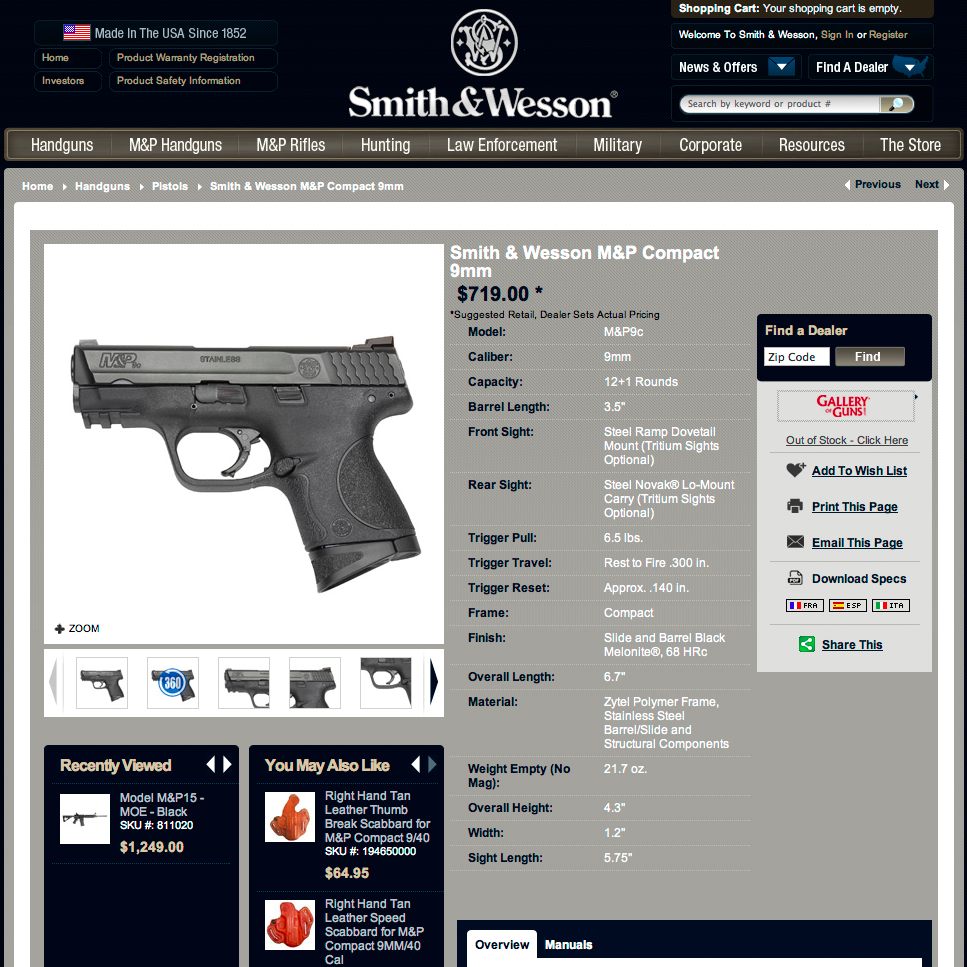 Made In The USA Since 1852
Home
Product Warranty Registration
Investors
Product Safety Information
SW
Smith & Wesson®
Shopping Cart: Your shopping cart is empty.
Welcome To Smith & Wesson, Sign In or Register
News & Offers
Find A Dealer
Search by keyword or product #
Handguns
M&P Handguns
M&P Rifles
Hunting
Law Enforcement
Military
Corporate
Resources
The Store
Home Handguns Pistols Smith & Wesson M&P Compact 9mm
Previous Next
M&P 9c
STAINLESS
ZOOM
360
Smith & Wesson M&P Compact
9mm
$719.00 *
*Suggested Retail, Dealer Sets Actual Pricing
Model: M&P9c
Caliber: 9mm
Capacity: 12+1 Rounds
Barrel Length: 3.5"
Front Sight: Steel Ramp Dovetail
Mount (Tritium Sights
Optional)
Rear Sight: Steel Novak® Lo-Mount
Carry (Tritium Sights
Optional)
Trigger Pull: 6.5 lbs.
Trigger Travel: Rest to Fire .300 in.
Trigger Reset: Approx. .140 in.
Frame: Compact
Finish: Slide and Barrel Black
Melonite®, 68 HRc
Overall Length: 6.7"
Material: Zytel Polymer Frame,
Stainless Steel
Barrel/Slide and
Structural Components
Weight Empty (No
Mag): 21.7 oz.
Overall Height: 4.3"
Width: 1.2"
Sight Length: 5.75"
Find a Dealer
Zip Code
Find
GALLERY
OF GUNS
Out of Stock - Click Here
Add To Wish List
Print This Page
Email This Page
PDF
Download Specs
FRA
ESP
ITA
Share This
Recently Viewed
Model M&P15 -
MOE - Black
SKU #: 811020
$1,249.00
You May Also Like
Right Hand Tan
Leather Thumb
Break Scabbard for
M&P Compact 9/40
SKU #: 194650000
$64.95
Right Hand Tan
Leather Speed
Scabbard for M&P
Compact 9MM/40
Cal
Overview
Manuals